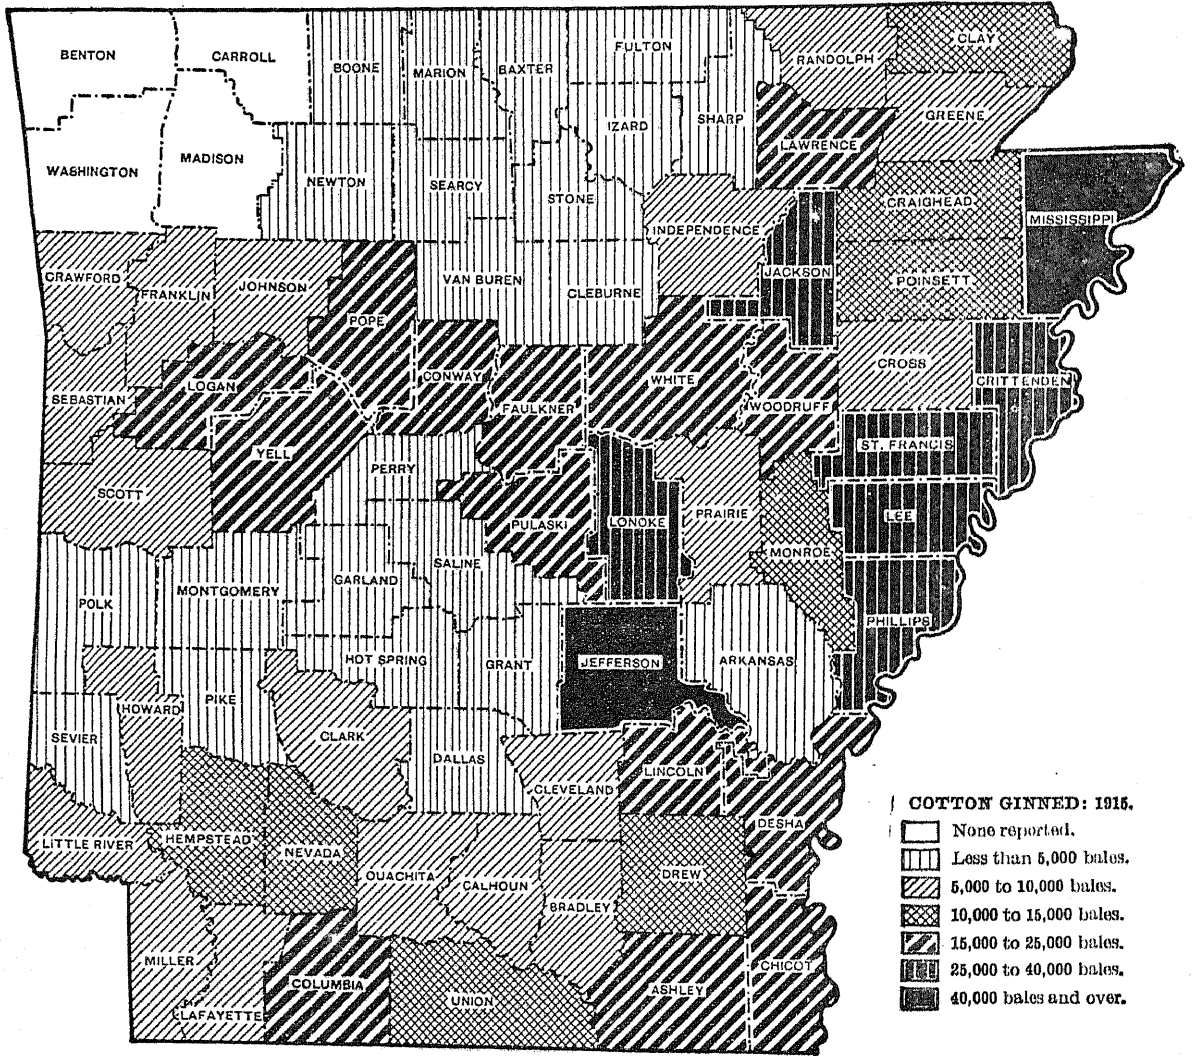 BENTON
CARROLL
BOONE
MARION
BAXTER
FULTON
RANDOLPH
CLAY
SHARP
IZARD
GREENE
LAWRENCE
WASHINGTON
MADISON
NEWTON
SEARCY
STONE
INDEPENDENCE
CRAIGHEAD
MISSISSIPPI
CRAWFORD
FRANKLIN
JOHNSON
POPE
VAN BUREN
CLEBURNE
JACKSON
POINSETT
SEBASTIAN
LOGAN
CONWAY
FAULKNER
WHITE
WOODRUFF
CROSS
CRITTENDEN
YELL
PERRY
ST. FRANCIS
SCOTT
PULASKI
LONOKE
PRAIRIE
LEE
MONROE
POLK
MONTGOMERY
GARLAND
SALINE
PHILLIPS
HOT SPRING
GRANT
JEFFERSON
ARKANSAS
HOWARD
PIKE
SEVIER
CLARK
DALLAS
CLEVELAND
LINCOLN
DESHA
LITTLE RIVER
HEMPSTEAD
NEVADA
OUACHITA
CALHOUN
BRADLEY
DREW
MILLER
LAFAYETTE
COLUMBIA
UNION
ASHLEY
CHICOT
COTTON GINNED: 1915.
None reported.
Less than 5,000 bales.
5,000 to 10,000 bales.
10,000 to 15,000 bales.
15,000 to 25,000 bales.
25,000 to 40,000 bales.
40,000 bales and over.